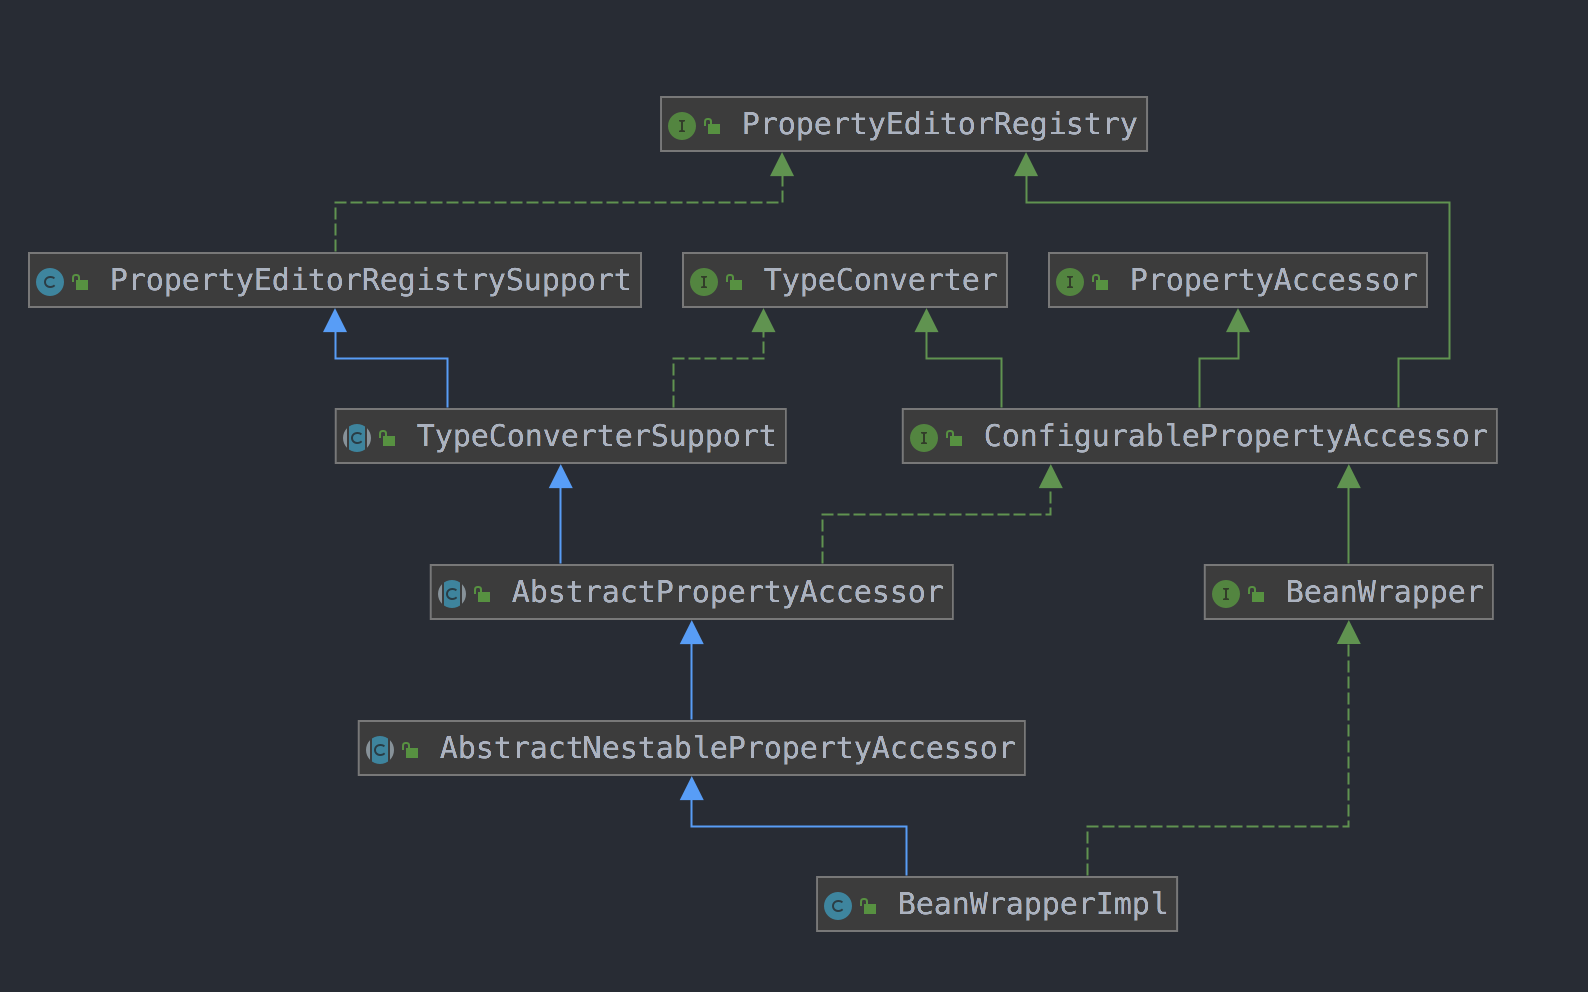 PropertyEditorRegistry
PropertyEditorRegistrySupport
TypeConverter
PropertyAccessor
TypeConverterSupport
ConfigurablePropertyAccessor
AbstractPropertyAccessor
BeanWrapper
AbstractNestablePropertyAccessor
BeanWrapperImpl